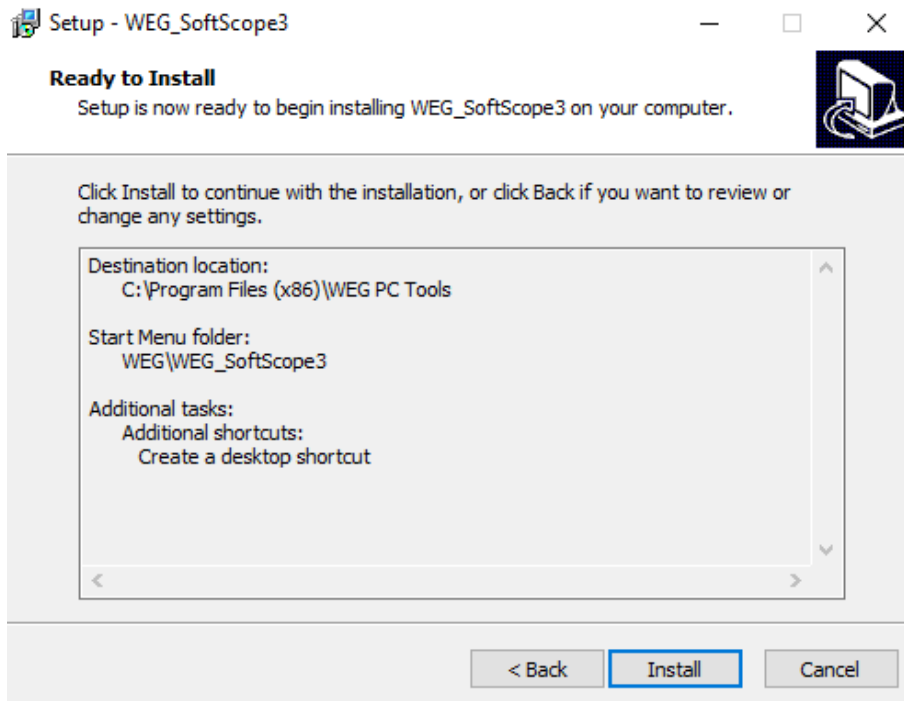 Setup - WEG_SoftScope3
Ready to Install
Setup is now ready to begin installing WEG_SoftScope3 on your computer.
Click Install to continue with the installation, or click Back if you want to review or
change any settings.
Destination location:
C:\Program Files (x86)\WEG PC Tools
Start Menu folder:
WEG\WEG_SoftScope3
Additional tasks:
Additional shortcuts:
Create a desktop shortcut
< Back
Install
Cancel